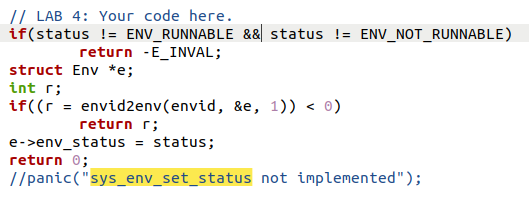 // LAB 4: Your code here.
if(status != ENV_RUNNABLE && status != ENV_NOT_RUNNABLE)
        return -E_INVAL;
struct Env *e;
int r;
if((r = envid2env(envid, &e, 1)) < 0)
        return r;
e->env_status = status;
return 0;
//panic("sys_env_set_status not implemented");